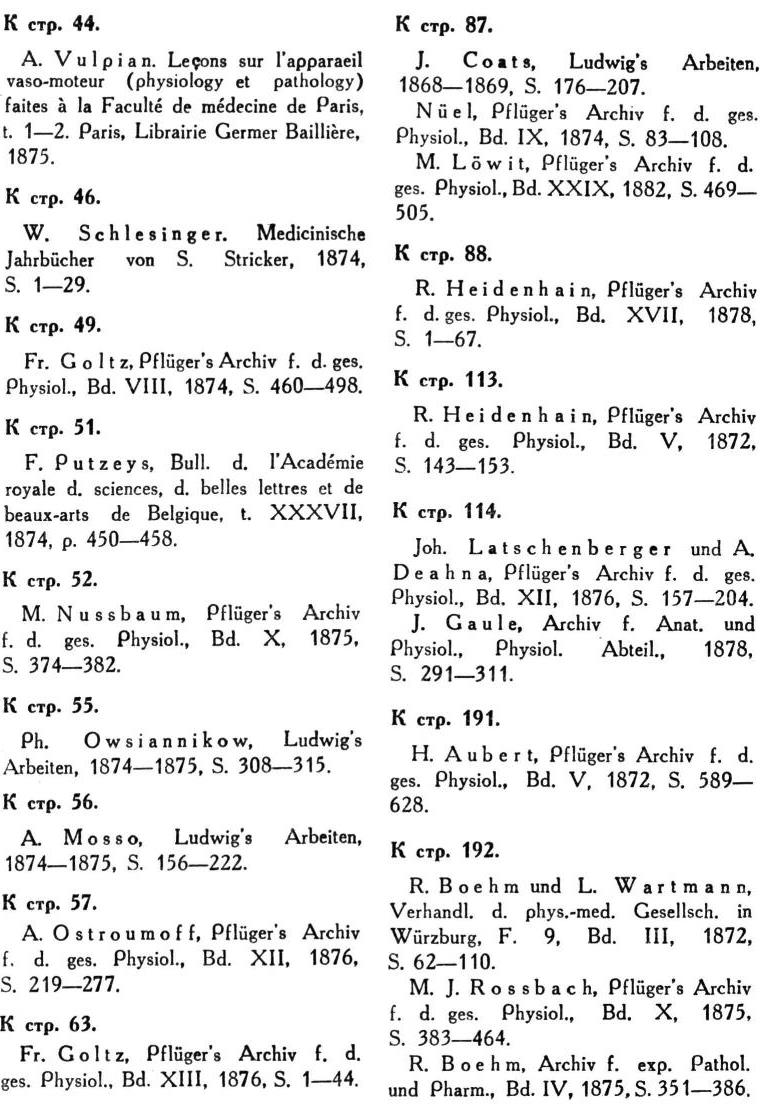 К стр. 44.
A. Vulpian. Leçons sur l'apparaeil
vaso-moteur (physiology et pathology)
faites à la Faculté de médecine de Paris,
t. 1—2. Paris, Librairie Germer Baillière,
1875.
К стр. 46.
W. Schlesinger. Medicinische
Jahrbücher von S. Stricker, 1874,
S. 1—29.
К стр. 49.
Fr. Goltz, Pflüger's Archiv f. d. ges.
Physiol., Bd. VIII, 1874, S. 460—498.
К стр. 51.
F. Putzeys, Bull. d. l'Académie
royale d. sciences, d. belles lettres et de
beaux-arts de Belgique, t. XXXVII,
1874, p. 450—458.
К стр. 52.
M. Nussbaum, Pflüger's Archiv
f. d. ges. Physiol., Bd. X, 1875,
S. 374—382.
К стр. 55.
Ph. Owsiannikow, Ludwig's
Arbeiten, 1874—1875, S. 308—315.
К стр. 56.
A. Mosso, Ludwig's Arbeiten,
1874—1875, S. 156—222.
К стр. 57.
A. Ostroumoff, Pflüger's Archiv
f. d. ges. Physiol., Bd. XII, 1876,
S. 219—277.
К стр. 63.
Fr. Goltz, Pflüger's Archiv f. d.
ges. Physiol., Bd. XIII, 1876, S. 1—44.
К стр. 87.
J. Coats, Ludwig's Arbeiten,
1868—1869, S. 176—207.
Nüel, Pflüger's Archiv f. d. ges.
Physiol., Bd. IX, 1874, S. 83—108.
M. Löwit, Pflüger's Archiv f. d.
ges. Physiol., Bd. XXIX, 1882, S. 469—
505.
К стр. 88.
R. Heidenhain, Pflüger's Archiv
f. d. ges. Physiol., Bd. XVII, 1878,
S. 1—67.
К стр. 113.
R. Heidenhain, Pflüger's Archiv
f. d. ges. Physiol., Bd. V, 1872,
S. 143—153.
К стр. 114.
Joh. Latschenberger und A.
Deahna, Pflüger's Archiv f. d. ges.
Physiol., Bd. XII, 1876, S. 157—204.
J. Gaule, Archiv f. Anat. und
Physiol., Physiol. Abteil., 1878,
S. 291—311.
К стр. 191.
H. Aubert, Pflüger's Archiv f. d.
ges. Physiol., Bd. V, 1872, S. 589—
628.
К стр. 192.
R. Boehm und L. Wartmann,
Verhandl. d. phys.-med. Gesellsch. in
Würzburg, F. 9, Bd. III, 1872,
S. 62—110.
M. J. Rossbach, Pflüger's Archiv
f. d. ges. Physiol., Bd. X, 1875,
S. 383—464.
R. Boehm, Archiv f. exp. Pathol.
und Pharm., Bd. IV, 1875, S. 351—386.